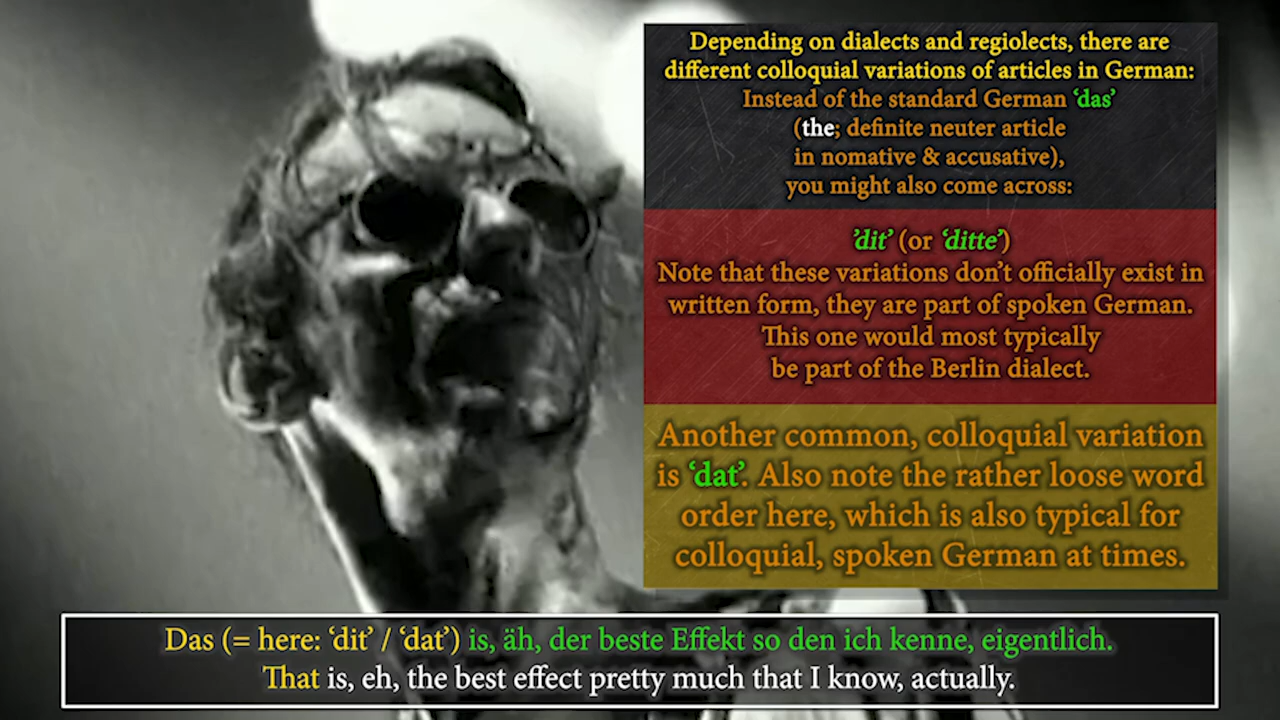 Depending on dialects and regiolects, there are
different colloquial variations of articles in German:
Instead of the standard German ‘das’
(the; definite neuter article
in nomative & accusative),
you might also come across:
’dit’ (or ‘ditte’)
Note that these variations don’t officially exist in
written form, they are part of spoken German.
This one would most typically
be part of the Berlin dialect.
Another common, colloquial variation
is ‘dat’. Also note the rather loose word
order here, which is also typical for
colloquial, spoken German at times.
Das (= here: ‘dit’ / ‘dat’) is, äh, der beste Effekt so den ich kenne, eigentlich.
That is, eh, the best effect pretty much that I know, actually.